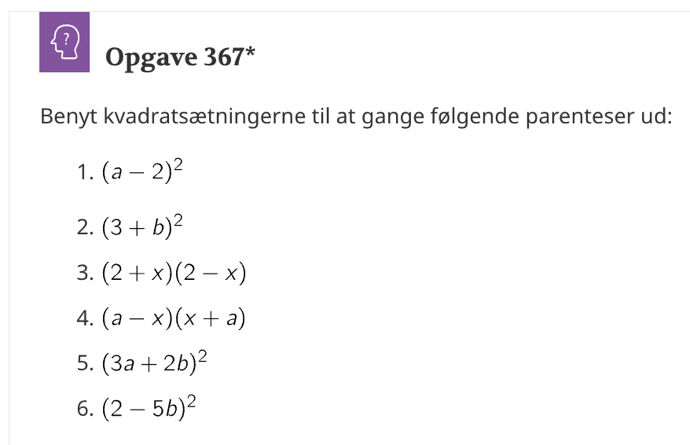 ?
Opgave 367*
Benyt kvadratsætningerne til at gange følgende parenteser ud:
1. (a − 2)²
2. (3 + b)²
3. (2 + x)(2 − x)
4. (a − x)(x + a)
5. (3a + 2b)²
6. (2 − 5b)²